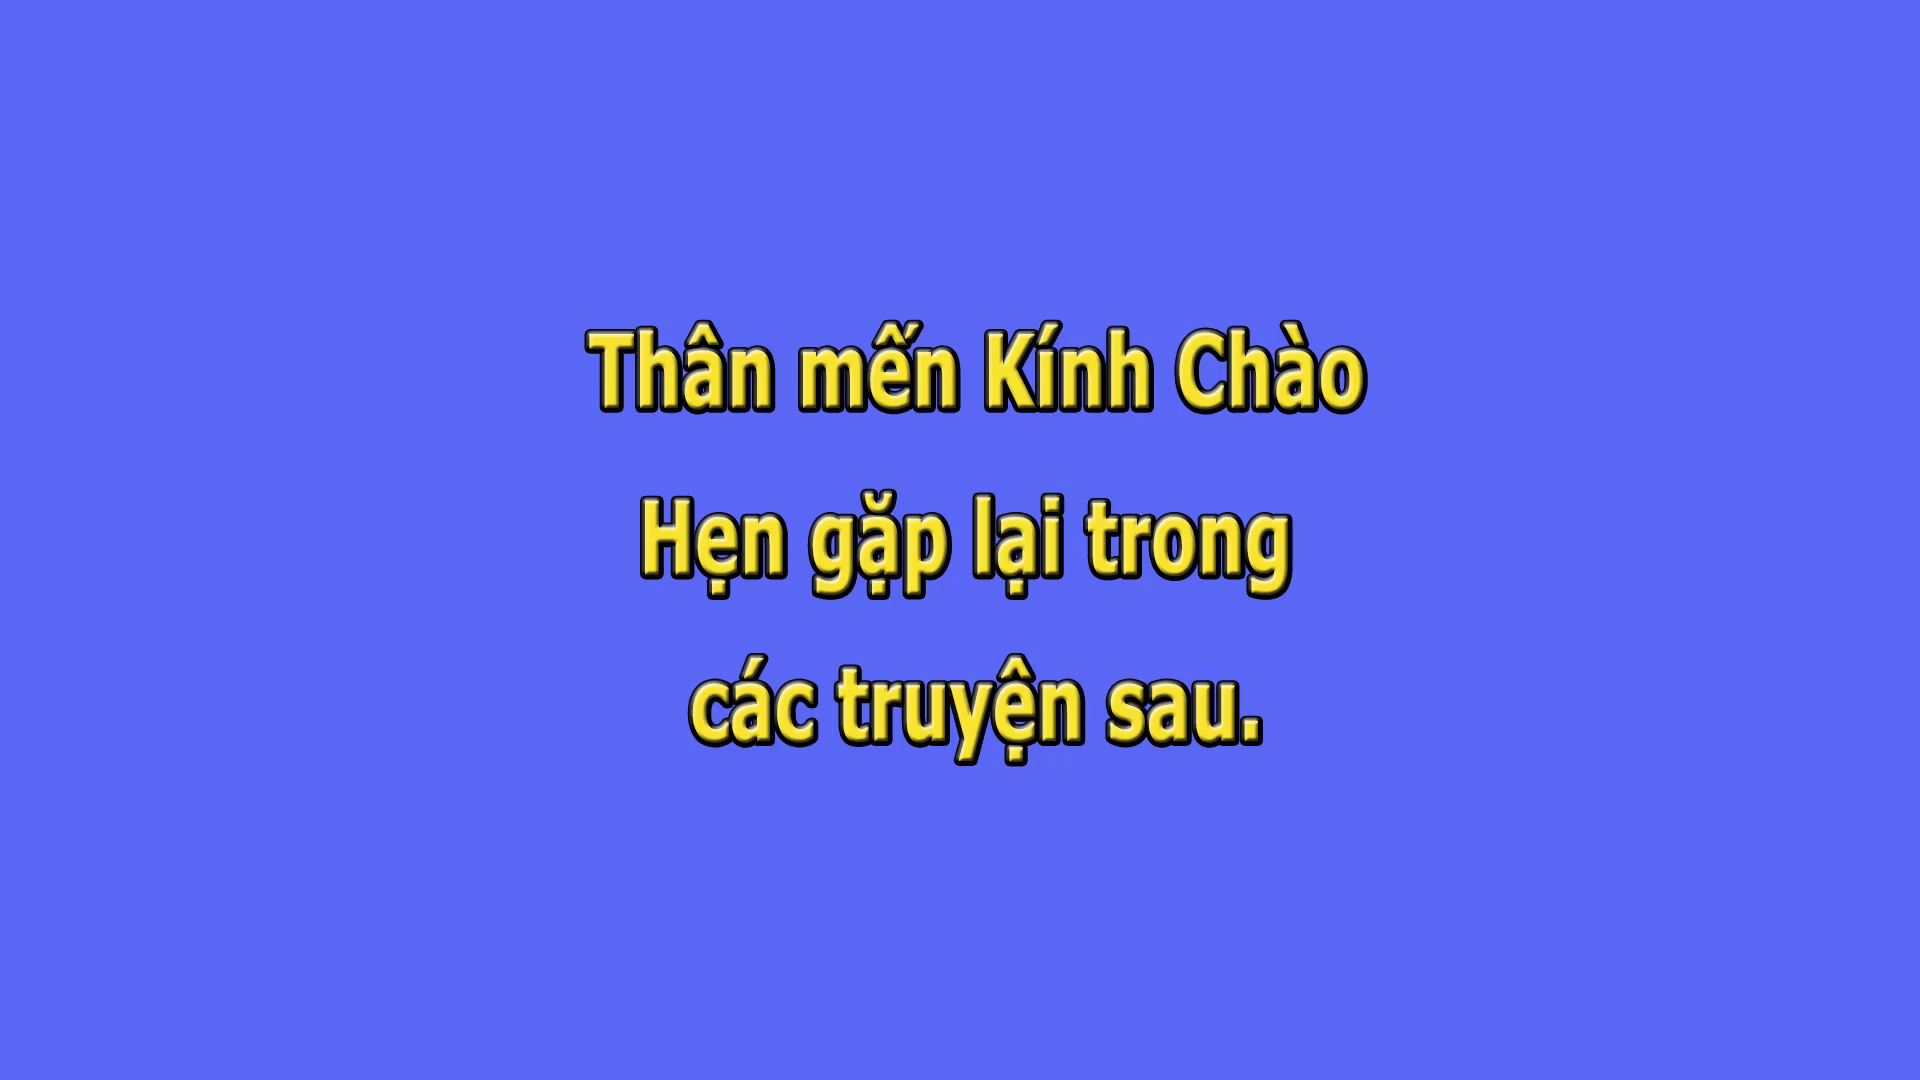 Thân mến Kính Chào
Hẹn gặp lại trong
các truyện sau.